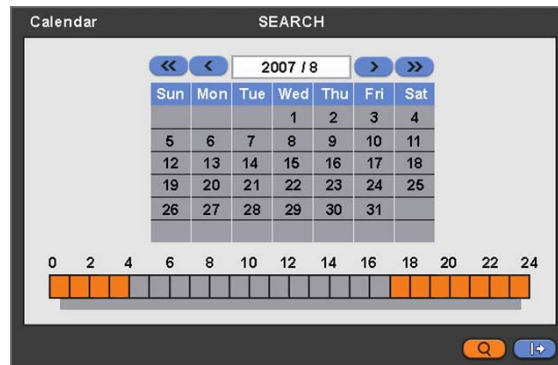 Calendar SEARCH
2007 / 8
Sun Mon Tue Wed Thu Fri Sat
1 2 3 4
5 6 7 8 9 10 11
12 13 14 15 16 17 18
19 20 21 22 23 24 25
26 27 28 29 30 31
0 2 4 6 8 10 12 14 16 18 20 22 24